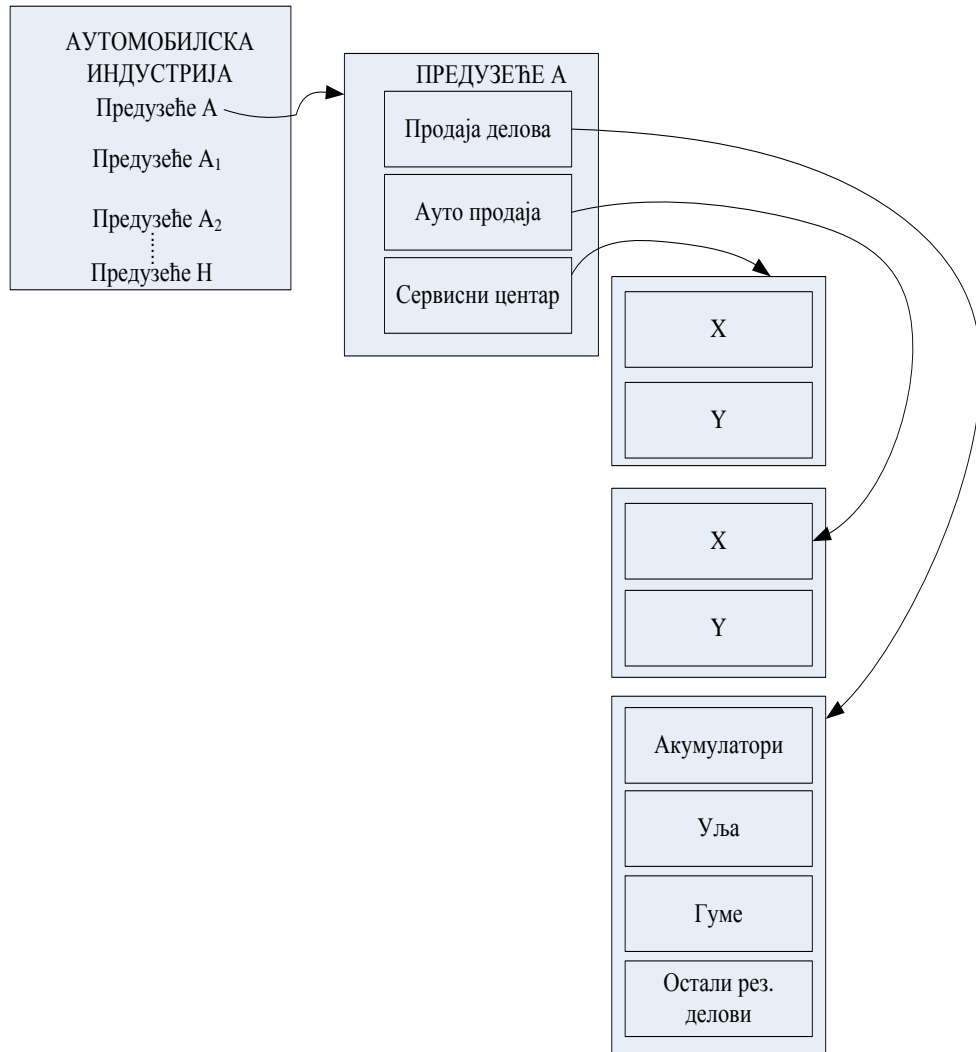 АУТОМОБИЛСКА
ИНДУСТРИЈА
Предузеће А
Предузеће А₁
Предузеће А₂
Предузеће Н
ПРЕДУЗЕЋЕ А
Продаја делова
Ауто продаја
Сервисни центар
X
Y
X
Y
Акумулатори
Уља
Гуме
Остали рез.
делови